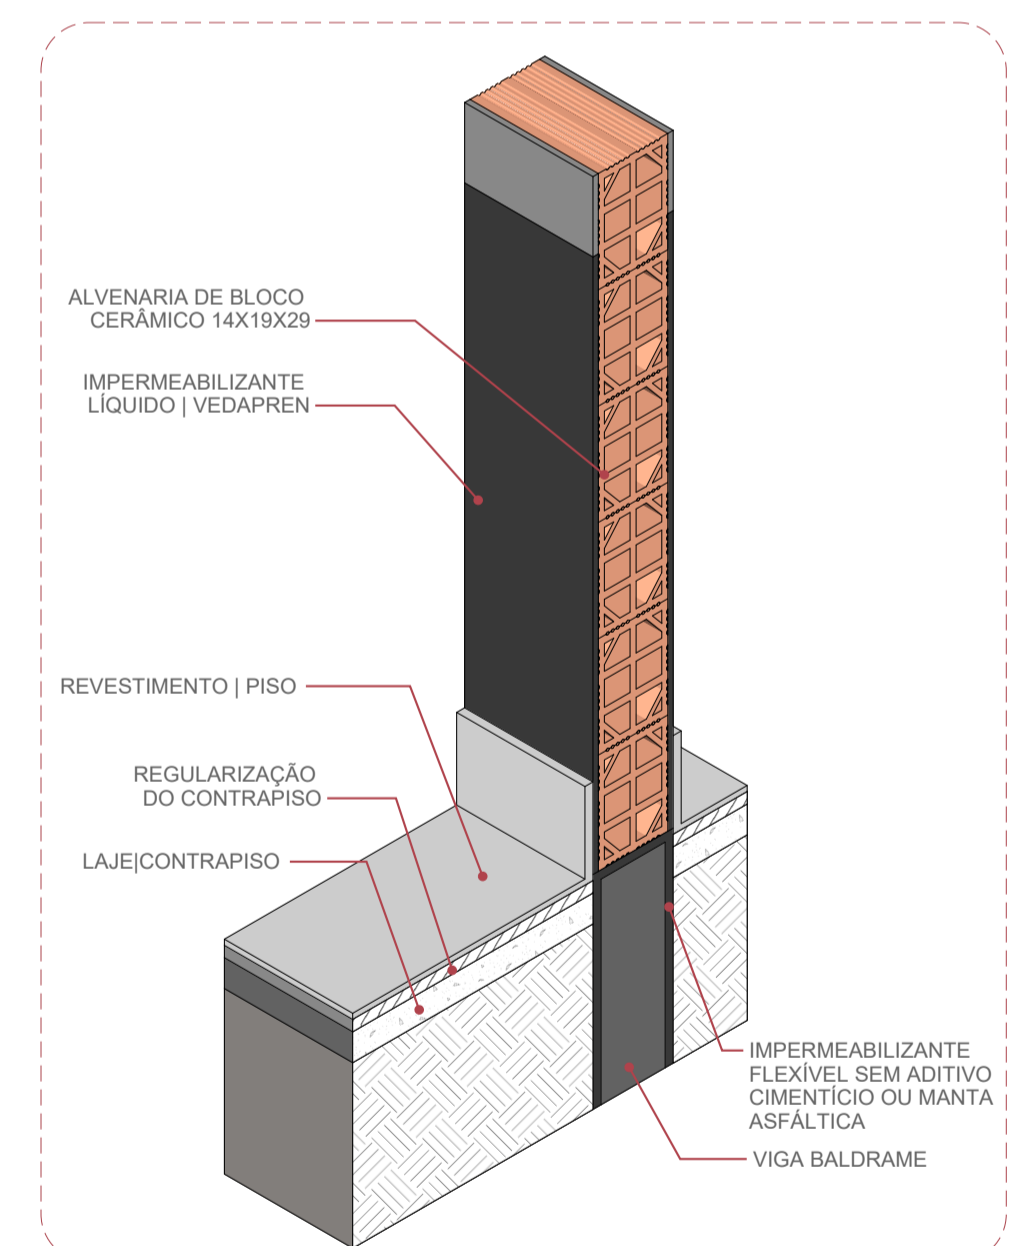 ALVENARIA DE BLOCO
CERÂMICO 14X19X29
IMPERMEABILIZANTE
LÍQUIDO | VEDAPREN
REVESTIMENTO | PISO
REGULARIZAÇÃO
DO CONTRAPISO
LAJE|CONTRAPISO
IMPERMEABILIZANTE
FLEXÍVEL SEM ADITIVO
CIMENTÍCIO OU MANTA
ASFÁLTICA
VIGA BALDRAME